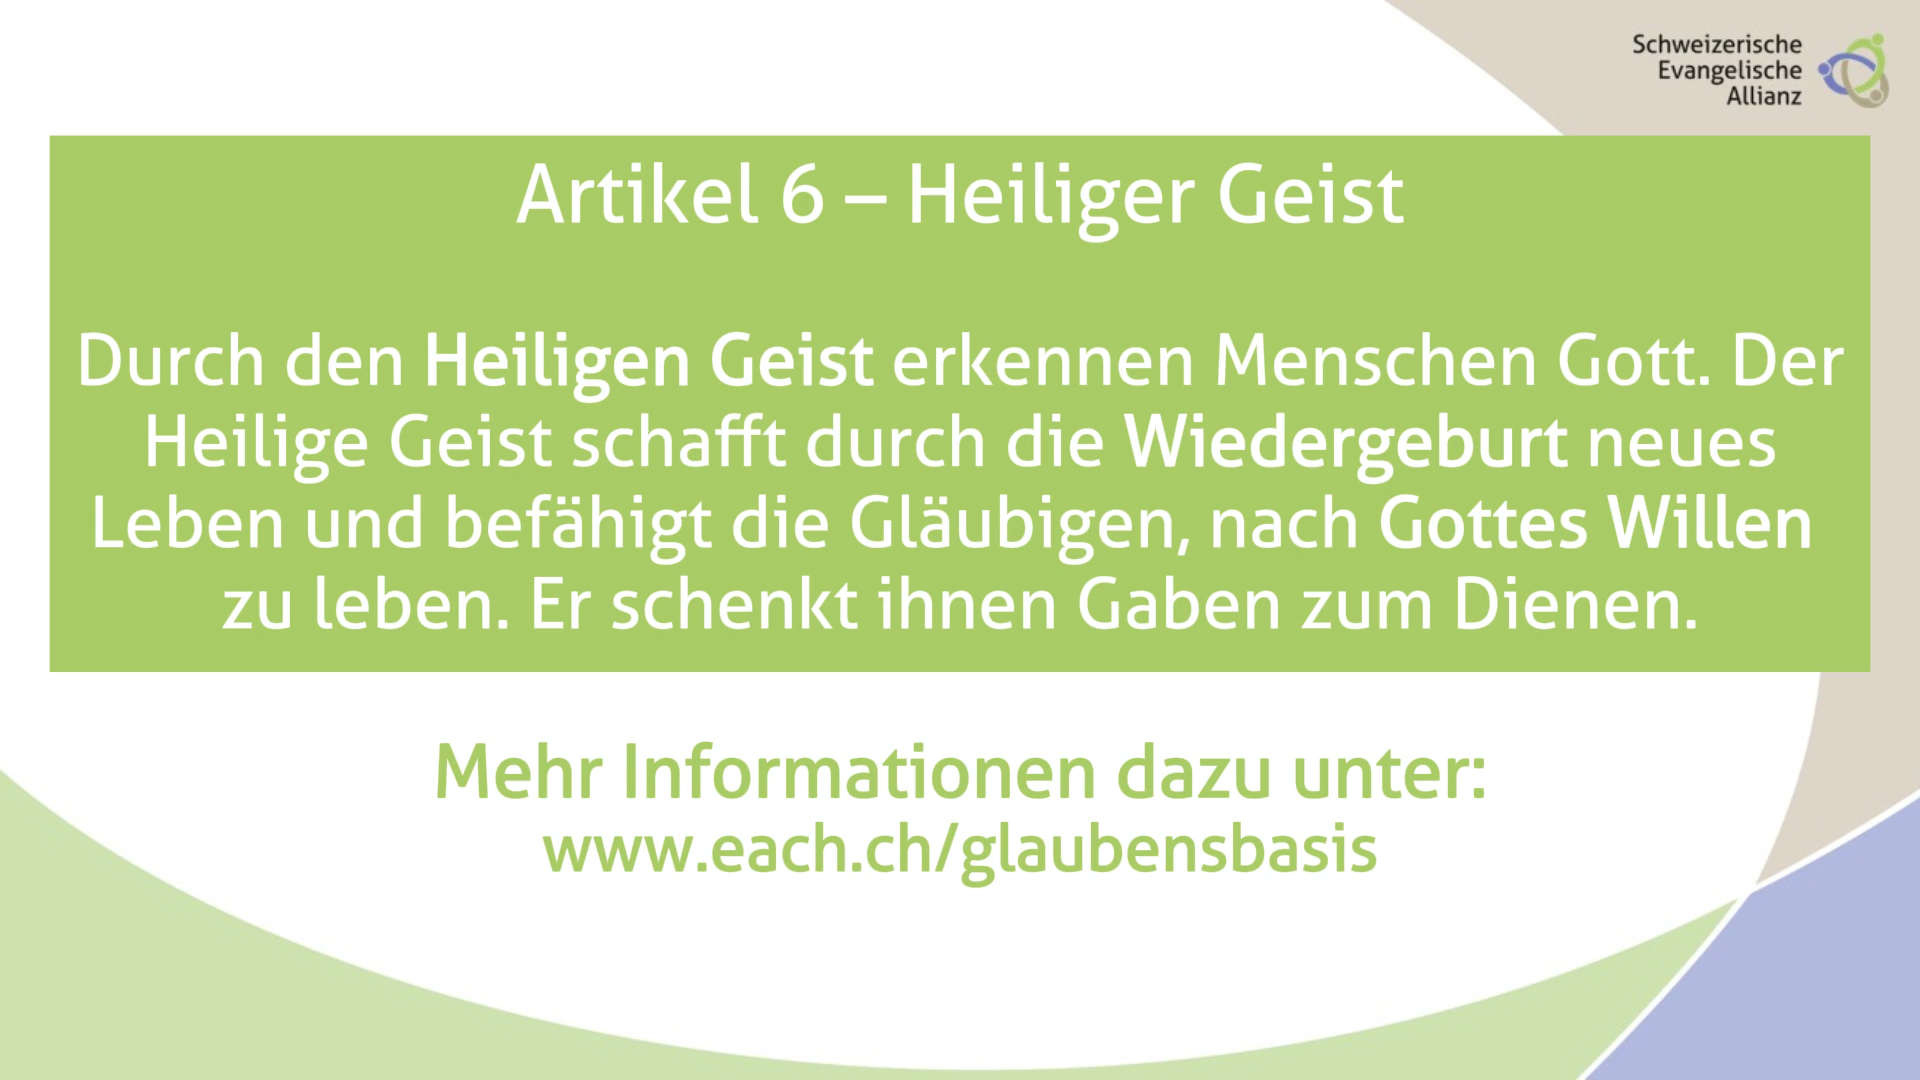 Schweizerische
Evangelische
Allianz
Artikel 6 – Heiliger Geist
Durch den Heiligen Geist erkennen Menschen Gott. Der
Heilige Geist schafft durch die Wiedergeburt neues
Leben und befähigt die Gläubigen, nach Gottes Willen
zu leben. Er schenkt ihnen Gaben zum Dienen.
Mehr Informationen dazu unter:
www.each.ch/glaubensbasis